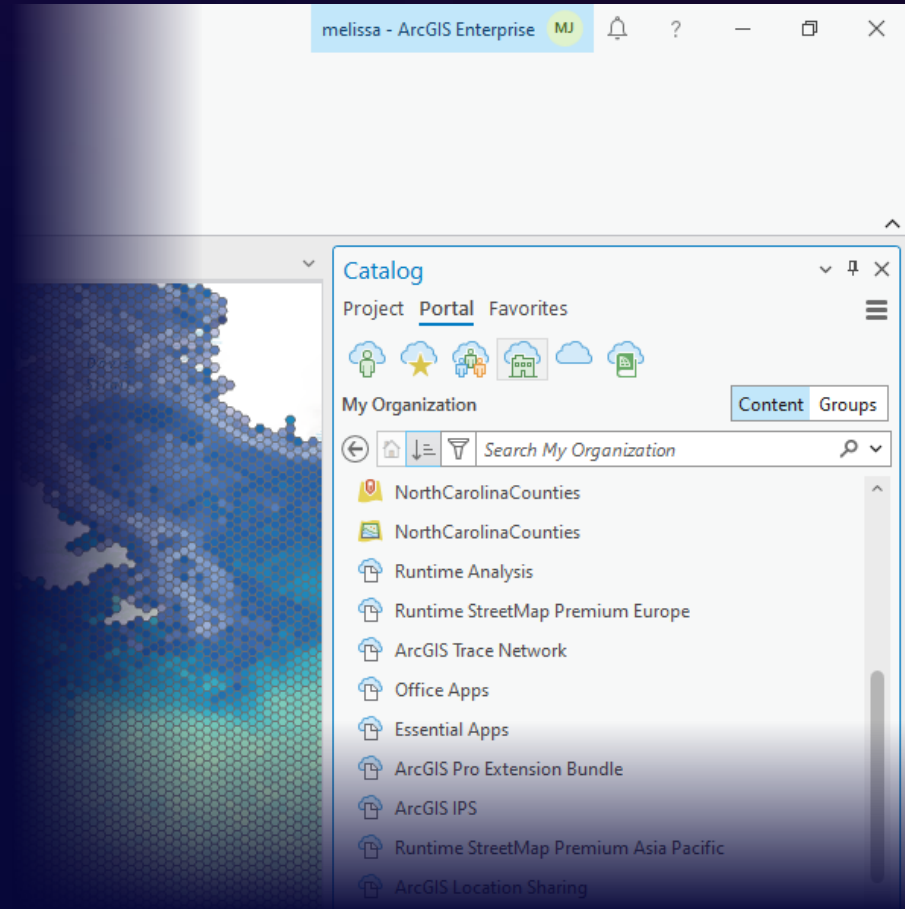 melissa - ArcGIS Enterprise MJ ?
Catalog
Project Portal Favorites
My Organization Content Groups
Search My Organization
NorthCarolinaCounties
NorthCarolinaCounties
Runtime Analysis
Runtime StreetMap Premium Europe
ArcGIS Trace Network
Office Apps
Essential Apps
ArcGIS Pro Extension Bundle
ArcGIS IPS
Runtime StreetMap Premium Asia Pacific
ArcGIS Location Sharing